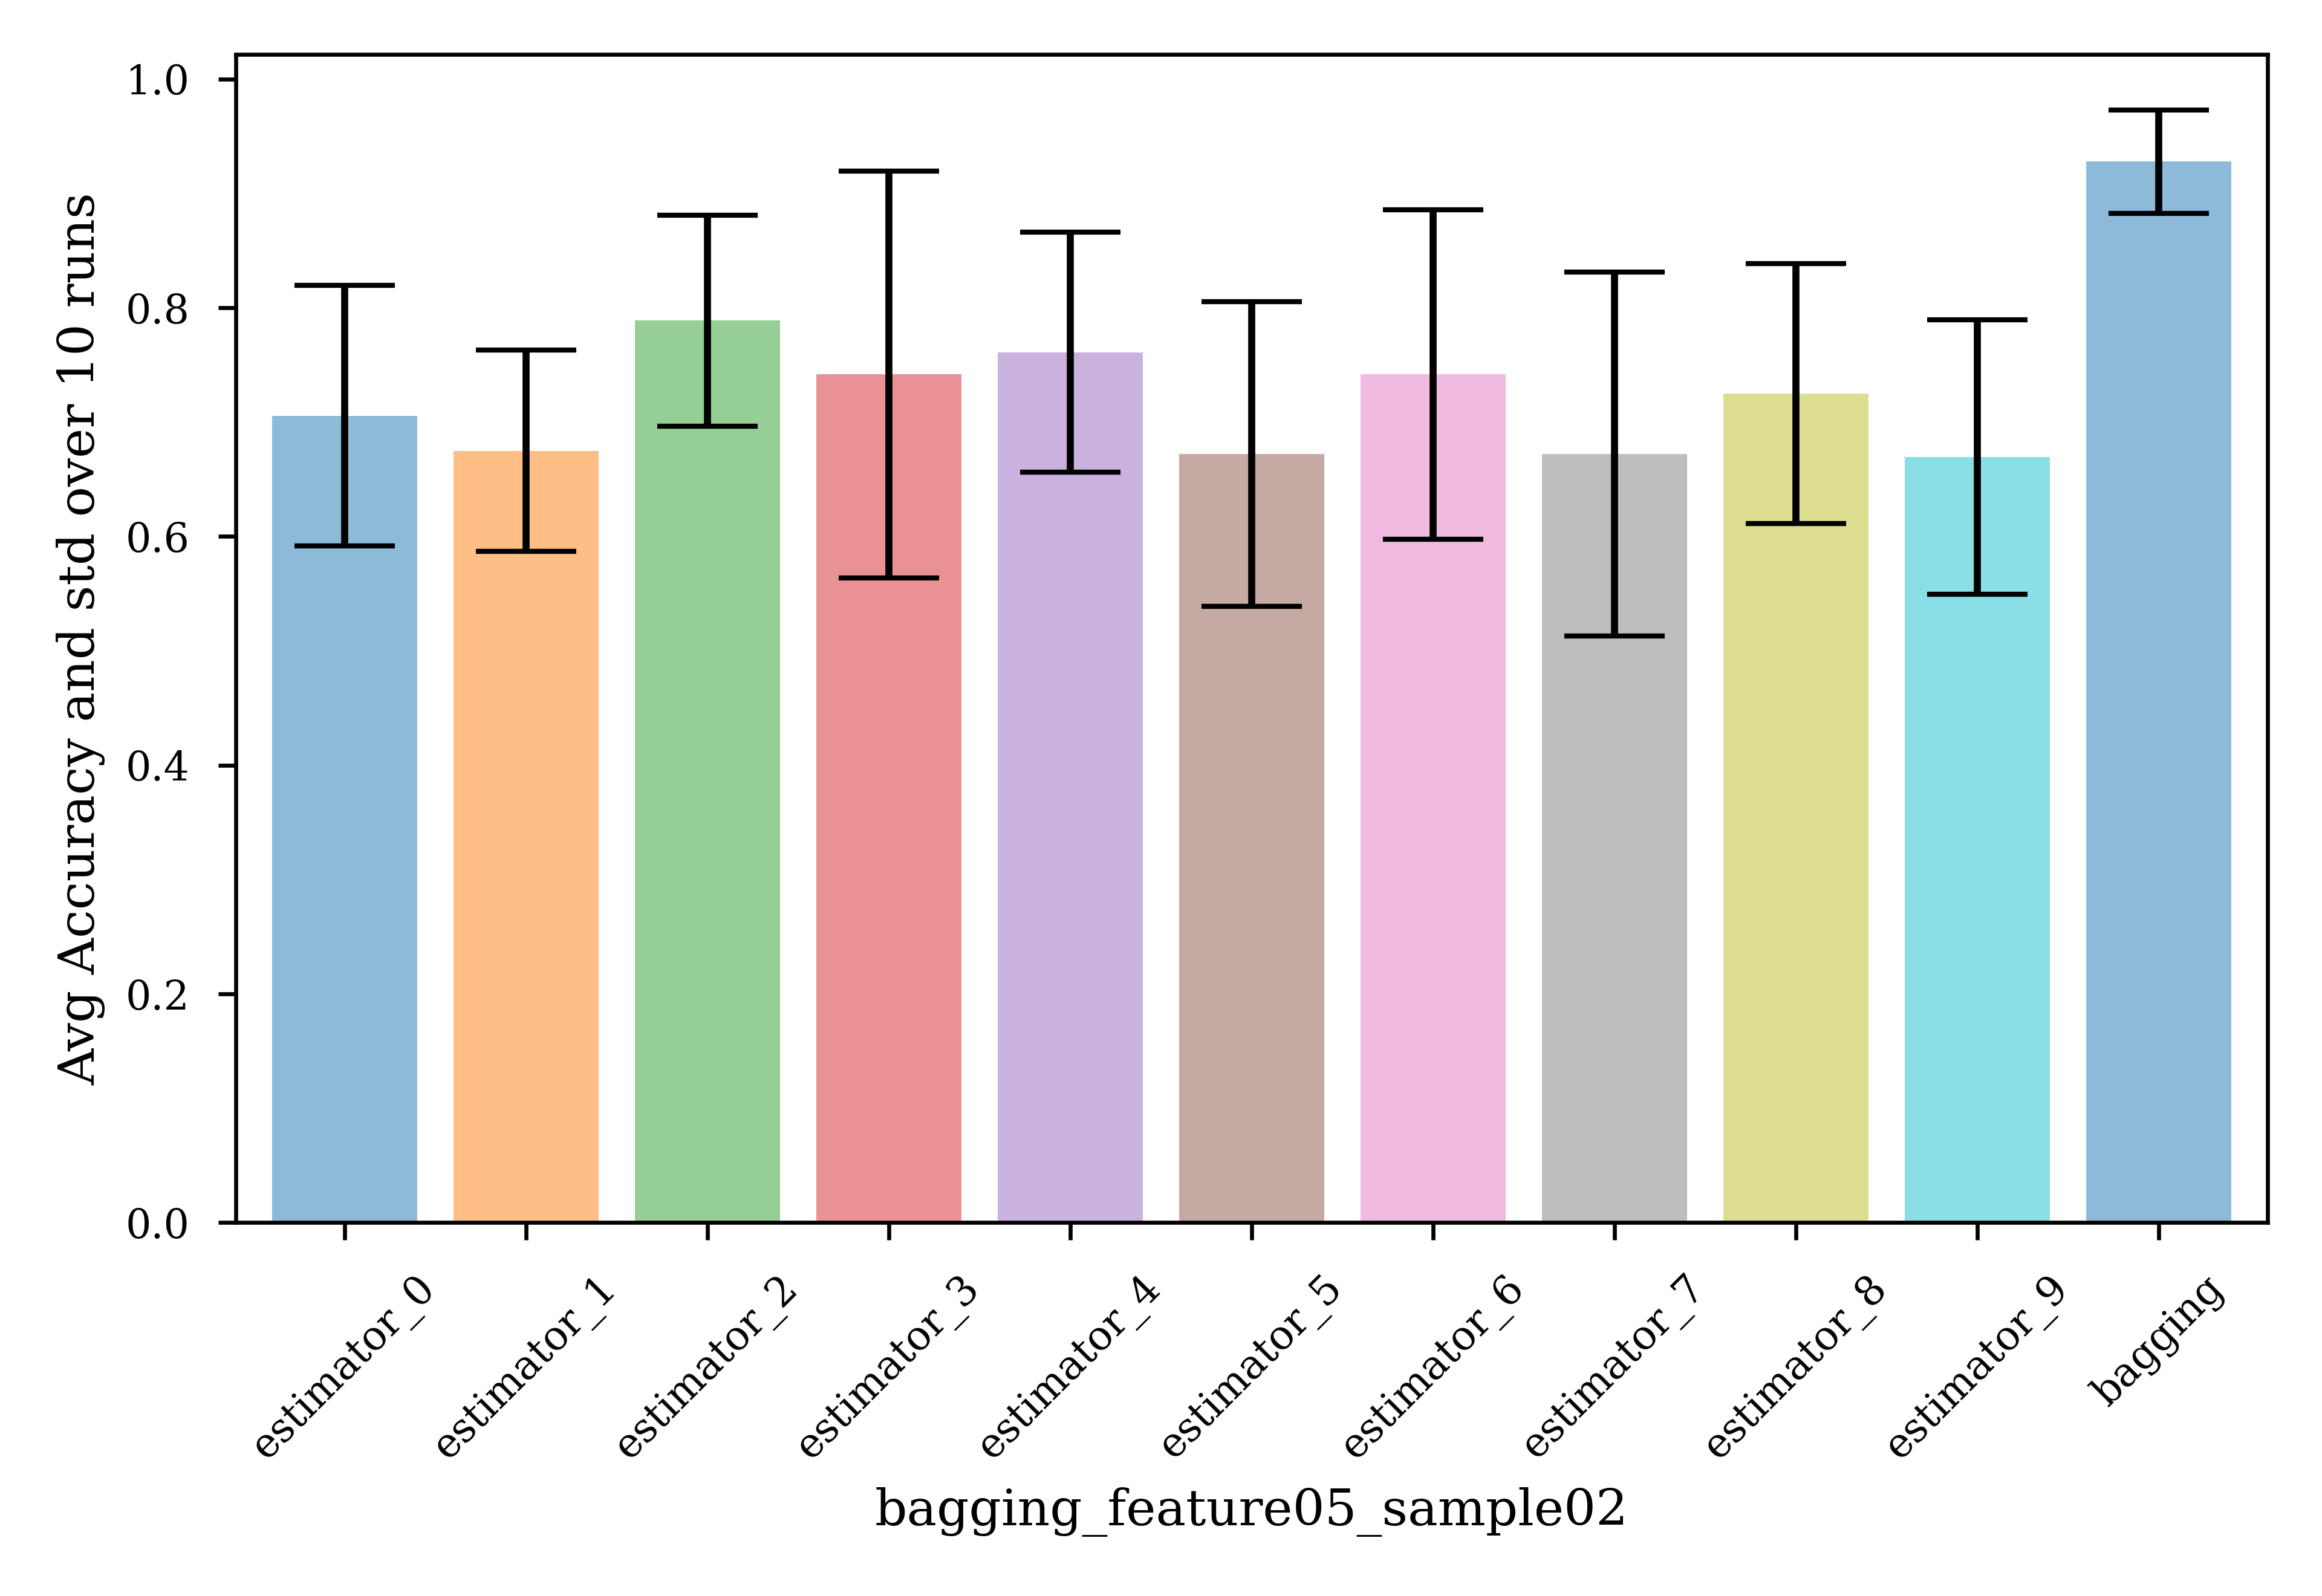 Avg Accuracy and std over 10 runs
1.0
0.8
0.6
0.4
0.2
0.0
estimator_0
estimator_1
estimator_2
estimator_3
estimator_4
estimator_5
estimator_6
estimator_7
estimator_8
estimator_9
bagging
bagging_feature05_sample02